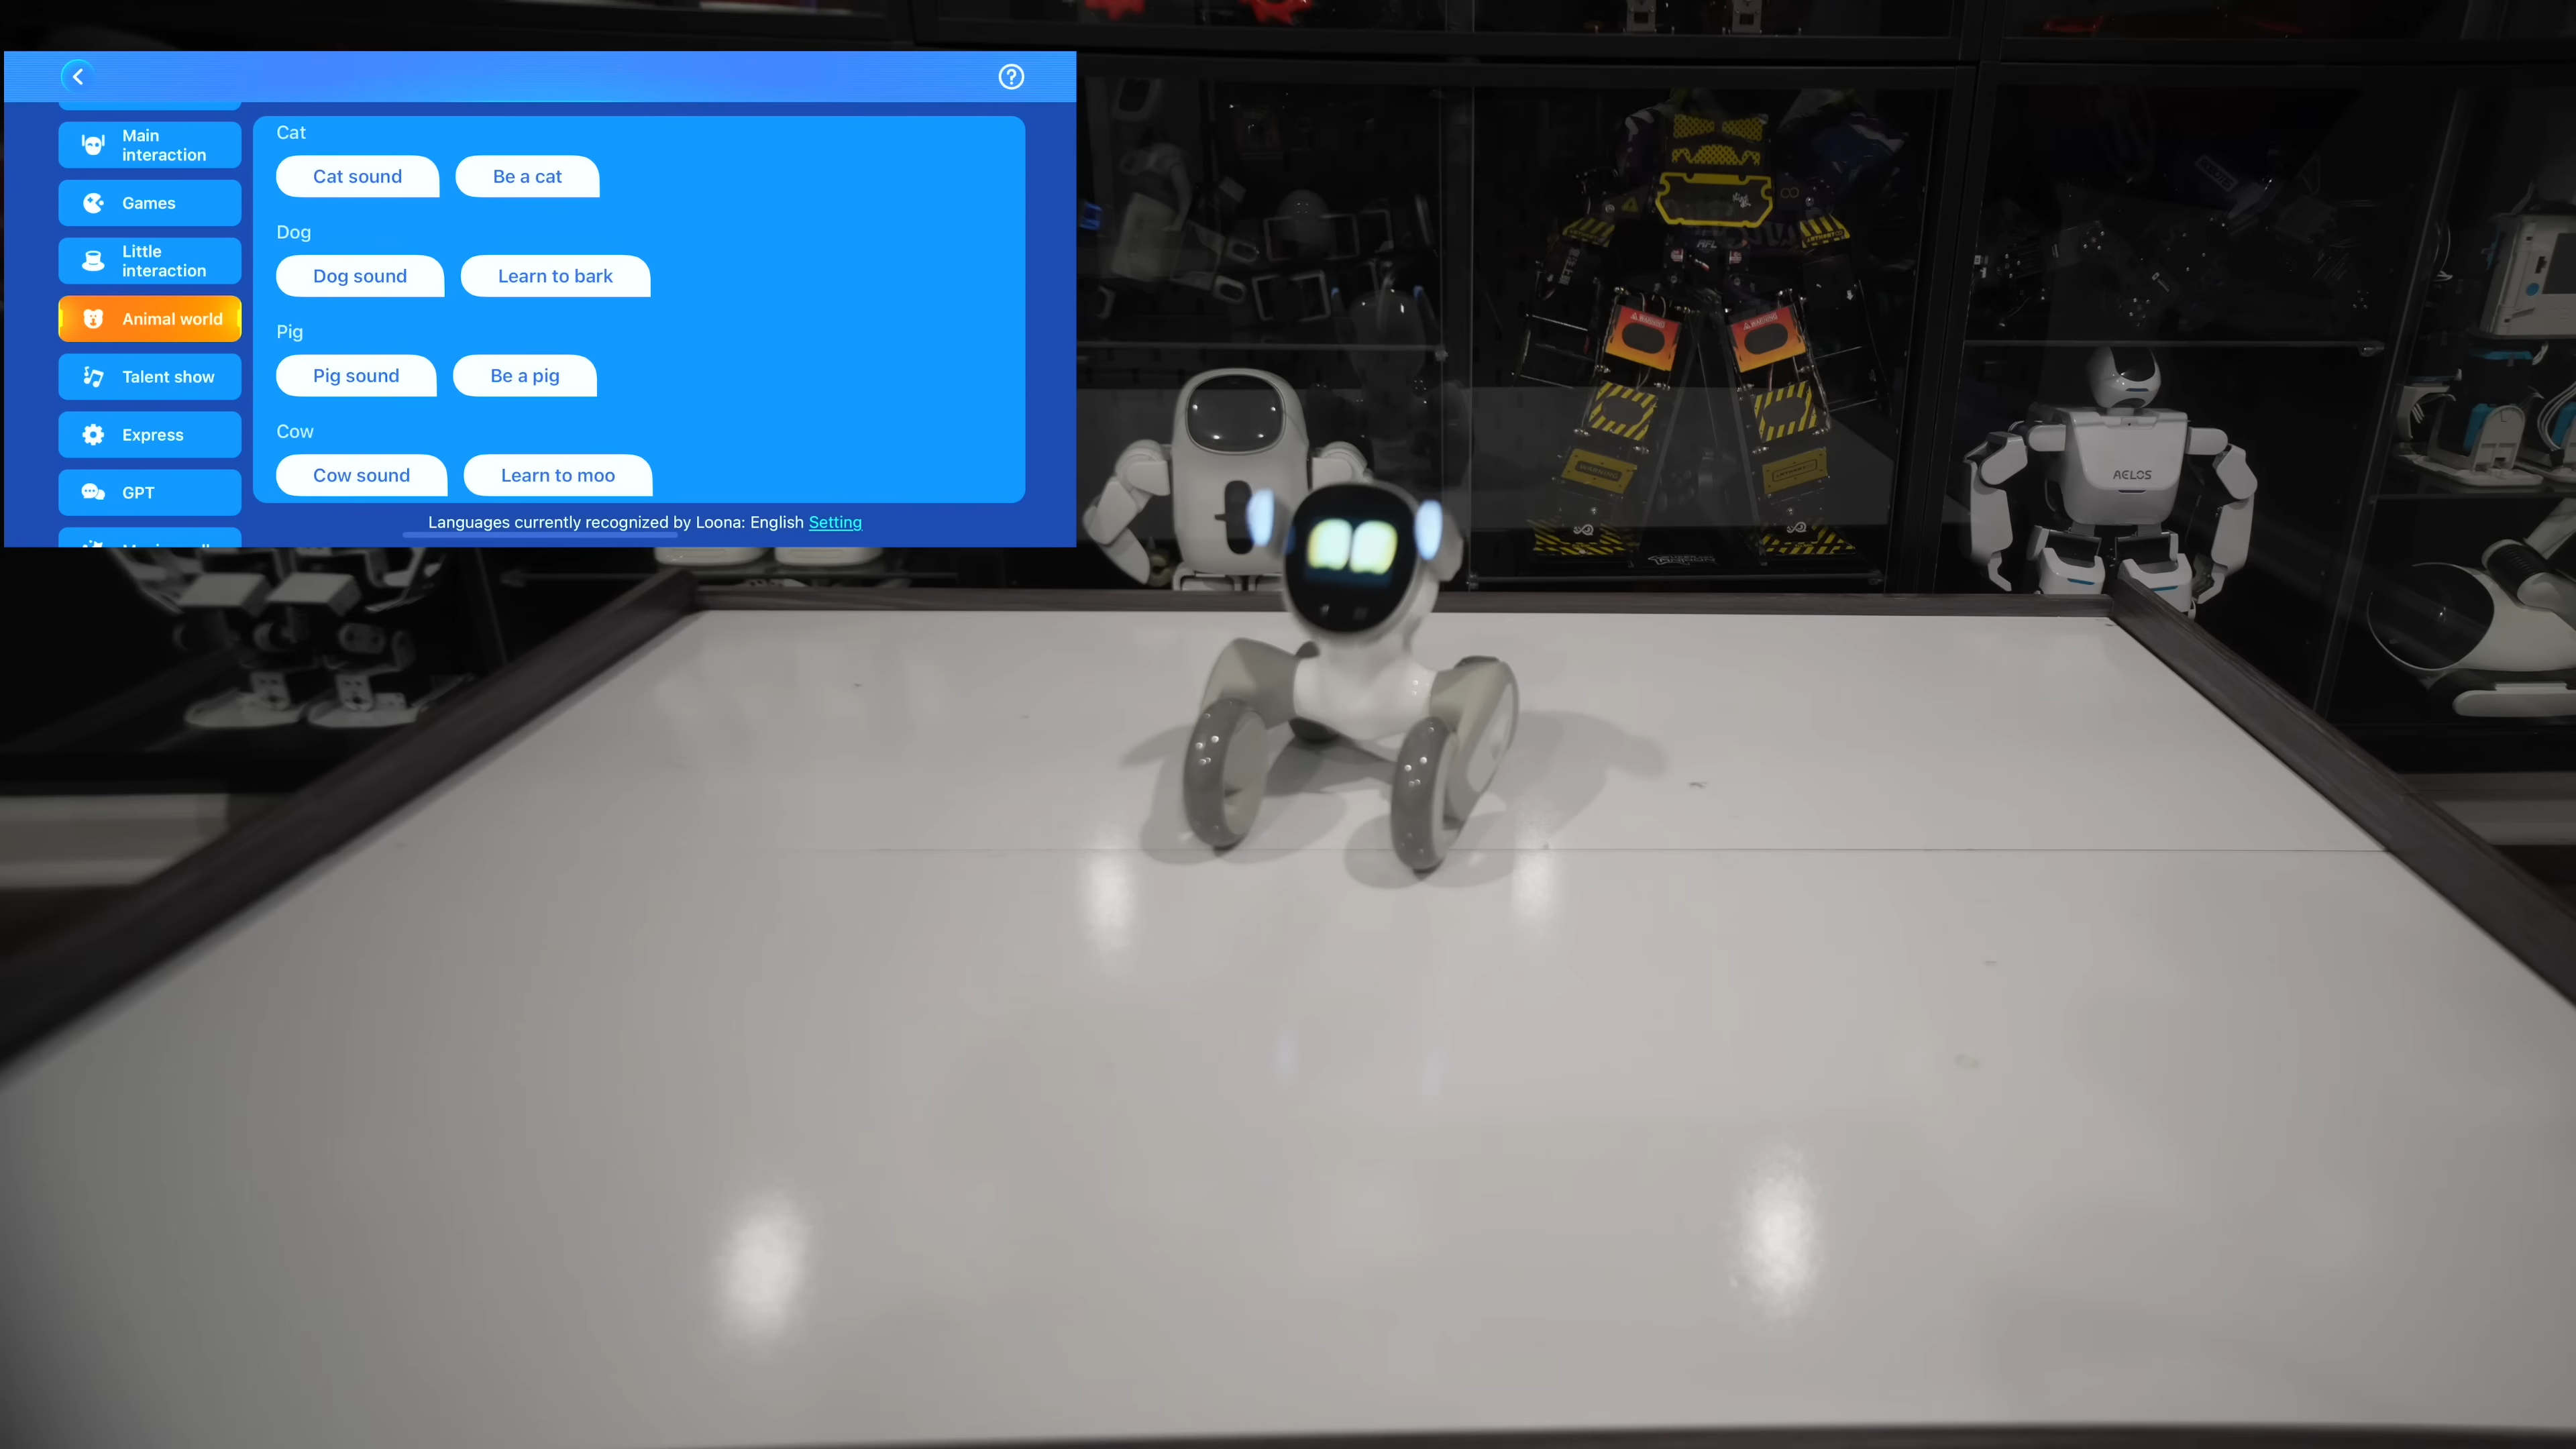 Main
interaction
Games
Little
interaction
Animal world
Talent show
Express
GPT
Cat
Cat sound
Be a cat
Dog
Dog sound
Learn to bark
Pig
Pig sound
Be a pig
Cow
Cow sound
Learn to moo
Languages currently recognized by Loona: English Setting
AELOS